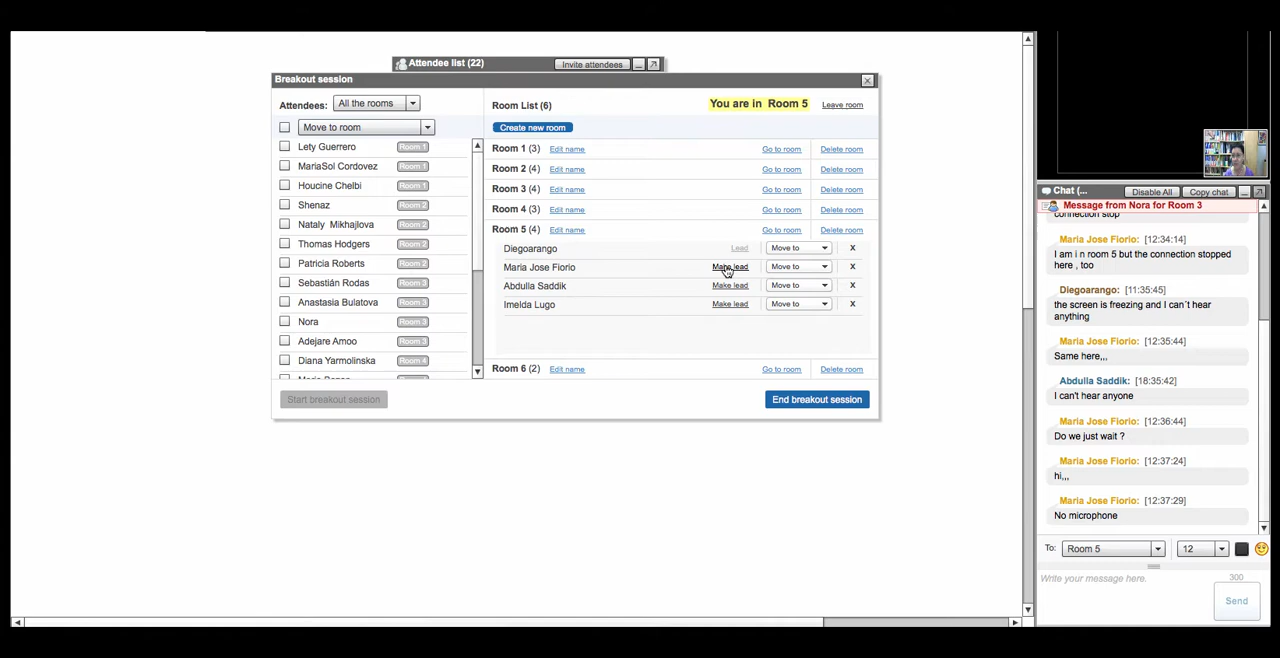 Attendee list (22)
Invite attendees
Breakout session
Attendees:
All the rooms
Move to room
Lety Guerrero Room 1
MariaSol Cordovez Room 1
Houcine Chelbi Room 1
Shenaz Room 2
Nataly Mikhajlova Room 2
Thomas Hodgers Room 2
Patricia Roberts Room 2
Sebastián Rodas Room 3
Anastasia Bulatova Room 3
Nora Room 3
Adejare Amoo Room 3
Diana Yarmolinska Room 4
Start breakout session
Room List (6)
You are in Room 5
Leave room
Create new room
Room 1 (3) Edit name Go to room Delete room
Room 2 (4) Edit name Go to room Delete room
Room 3 (4) Edit name Go to room Delete room
Room 4 (3) Edit name Go to room Delete room
Room 5 (4) Edit name Go to room Delete room
Diegoarango Lead Move to X
Maria Jose Fiorio Make lead Move to X
Abdulla Saddik Make lead Move to X
Imelda Lugo Make lead Move to X
Room 6 (2) Edit name Go to room Delete room
End breakout session
Chat (...
Disable All
Copy chat
Message from Nora for Room 3
connection stop
Maria Jose Fiorio: [12:34:14]
I am i n room 5 but the connection stopped
here , too
Diegoarango: [11:35:45]
the screen is freezing and I can´t hear
anything
Maria Jose Fiorio: [12:35:44]
Same here,,,
Abdulla Saddik: [18:35:42]
I can't hear anyone
Maria Jose Fiorio: [12:36:44]
Do we just wait ?
Maria Jose Fiorio: [12:37:24]
hi,,,
Maria Jose Fiorio: [12:37:29]
No microphone
To: Room 5 12
Write your message here.
300
Send